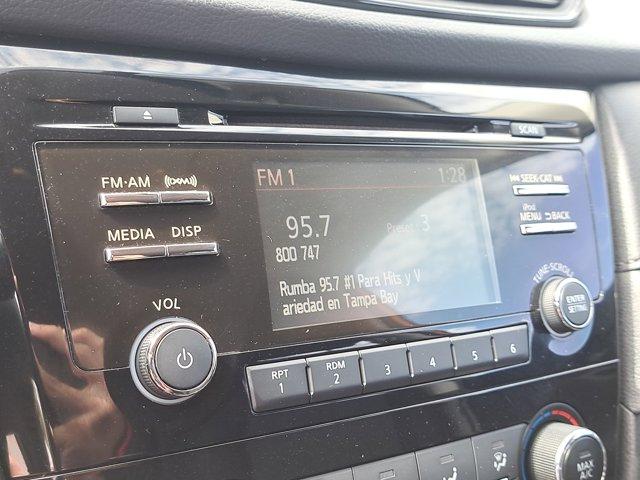 SCAN
FM·AM
((XM))
MEDIA
DISP
VOL
FM 1
1:28
95.7
Preset 3
800 747
Rumba 95.7 #1 Para Hits y V
ariedad en Tampa Bay
SEEK·CAT
iPod
MENU
BACK
TUNE·SCROLL
ENTER
SETTING
RPT
1
RDM
2
3
4
5
6
MAX
A/C